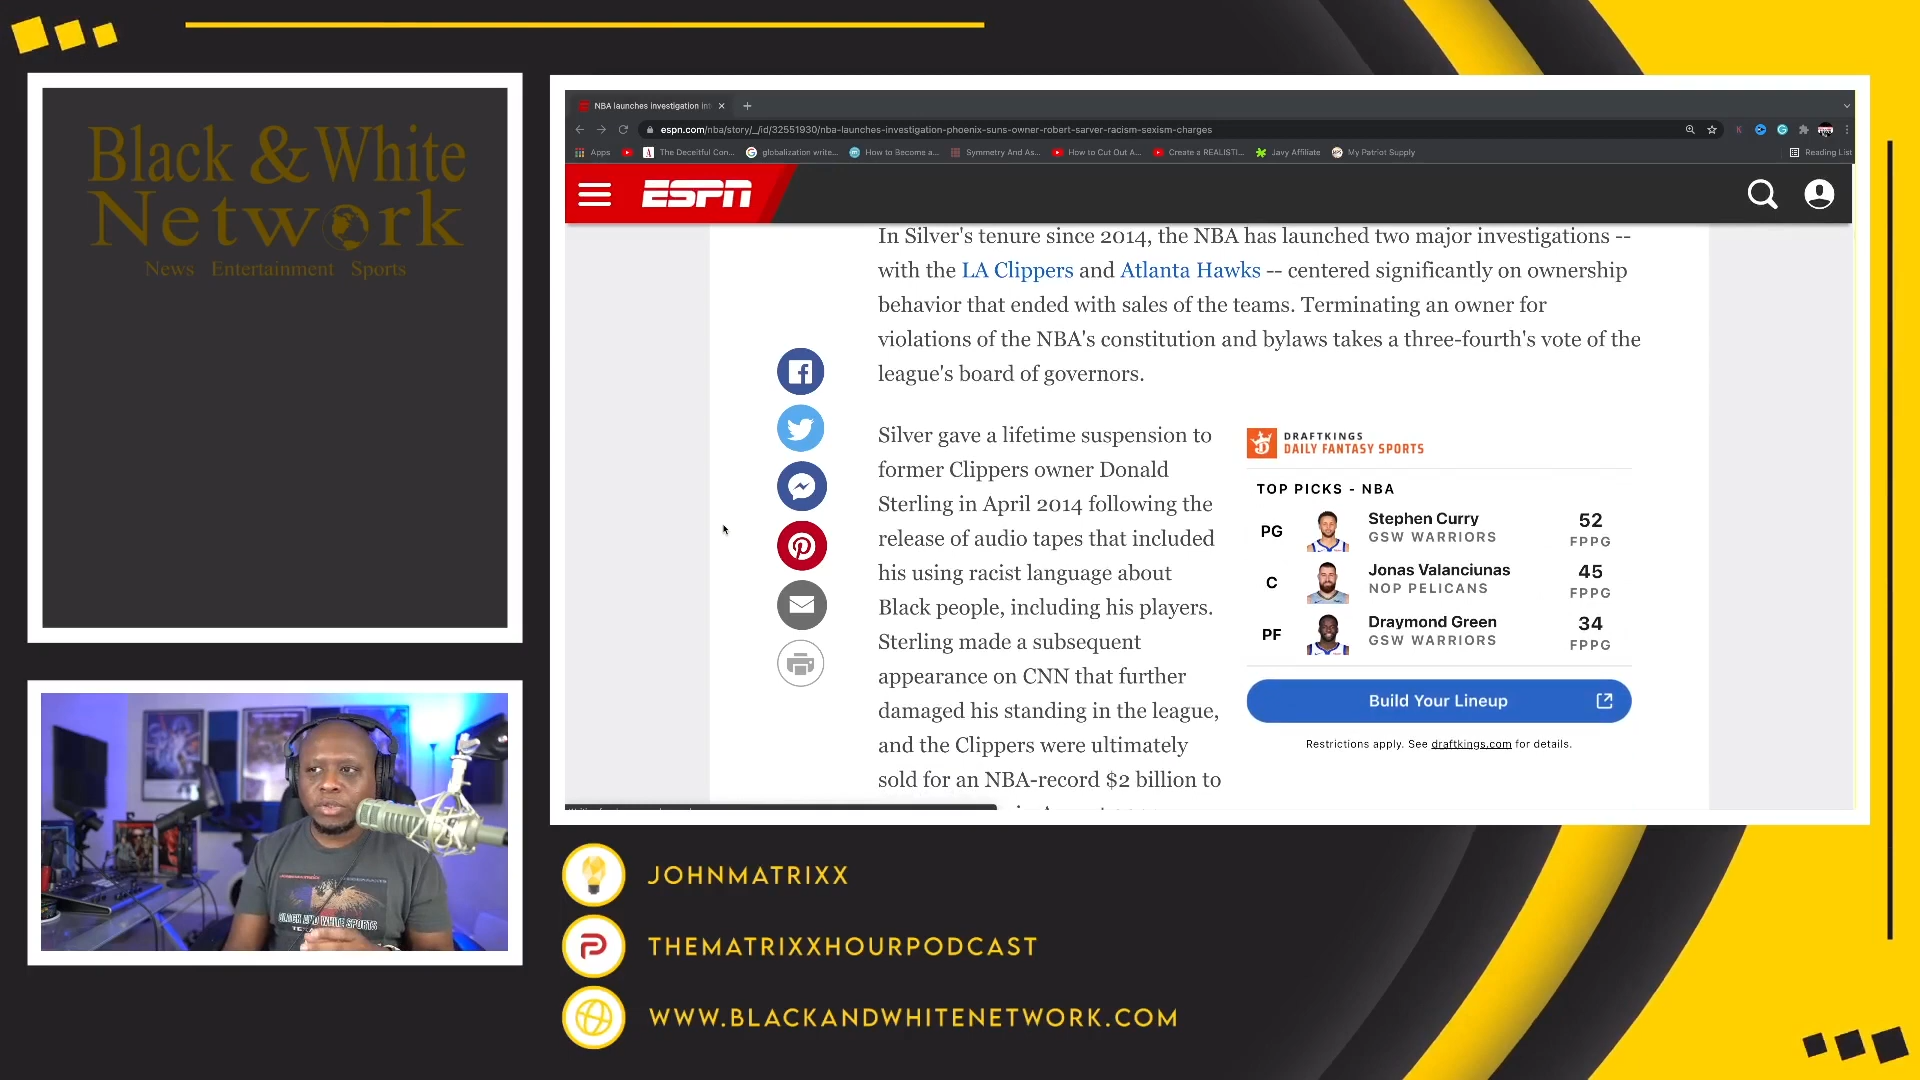 Black & White
Network
News Entertainment Sports
NBA launches investigation int
espn.com/nba/story/_/id/32551930/nba-launches-investigation-phoenix-suns-owner-robert-sarver-racism-sexism-charges
Apps
The Deceitful Con...
globalization write...
How to Become a...
Symmetry And As...
How to Cut Out A...
Create a REALISTI...
Javy Affiliate
My Patriot Supply
Reading List
ESPN
In Silver's tenure since 2014, the NBA has launched two major investigations --
with the LA Clippers and Atlanta Hawks -- centered significantly on ownership
behavior that ended with sales of the teams. Terminating an owner for
violations of the NBA's constitution and bylaws takes a three-fourth's vote of the
league's board of governors.
Silver gave a lifetime suspension to
former Clippers owner Donald
Sterling in April 2014 following the
release of audio tapes that included
his using racist language about
Black people, including his players.
Sterling made a subsequent
appearance on CNN that further
damaged his standing in the league,
and the Clippers were ultimately
sold for an NBA-record $2 billion to
DRAFTKINGS
DAILY FANTASY SPORTS
TOP PICKS - NBA
PG Stephen Curry 52
GSW WARRIORS FPPG
C Jonas Valanciunas 45
NOP PELICANS FPPG
PF Draymond Green 34
GSW WARRIORS FPPG
Build Your Lineup
Restrictions apply. See draftkings.com for details.
BLACK AND WHITE SPORTS
JOHNMATRIXX
THEMATRIXXHOURPODCAST
WWW.BLACKANDWHITENETWORK.COM